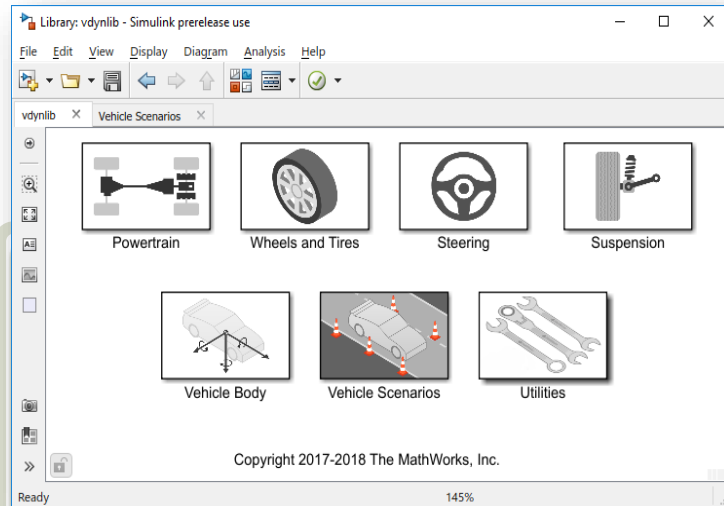 Library: vdynlib - Simulink prerelease use
File Edit View Display Diagram Analysis Help
vdynlib Vehicle Scenarios
Powertrain Wheels and Tires Steering Suspension
Vehicle Body Vehicle Scenarios Utilities
Copyright 2017-2018 The MathWorks, Inc.
Ready 145%